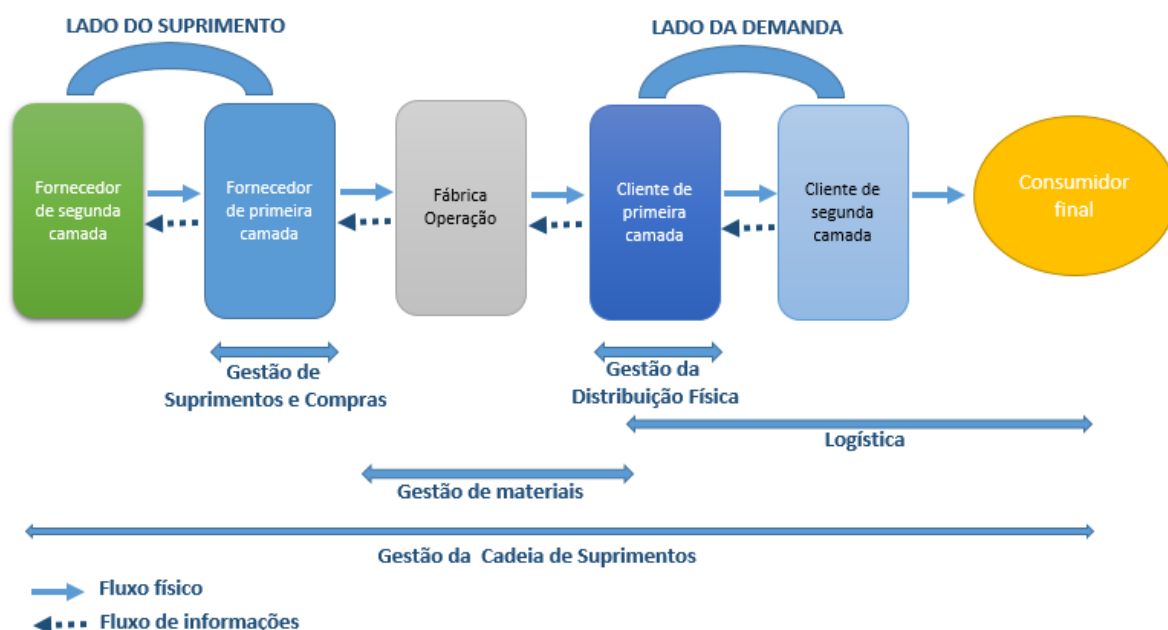 LADO DO SUPRIMENTO
LADO DA DEMANDA
Fornecedor
de segunda
camada
Fornecedor
de primeira
camada
Fábrica
Operação
Cliente de
primeira
camada
Cliente de
segunda
camada
Consumidor
final
Gestão de
Suprimentos e Compras
Gestão da
Distribuição Física
Logística
Gestão de materiais
Gestão da Cadeia de Suprimentos
Fluxo físico
Fluxo de informações